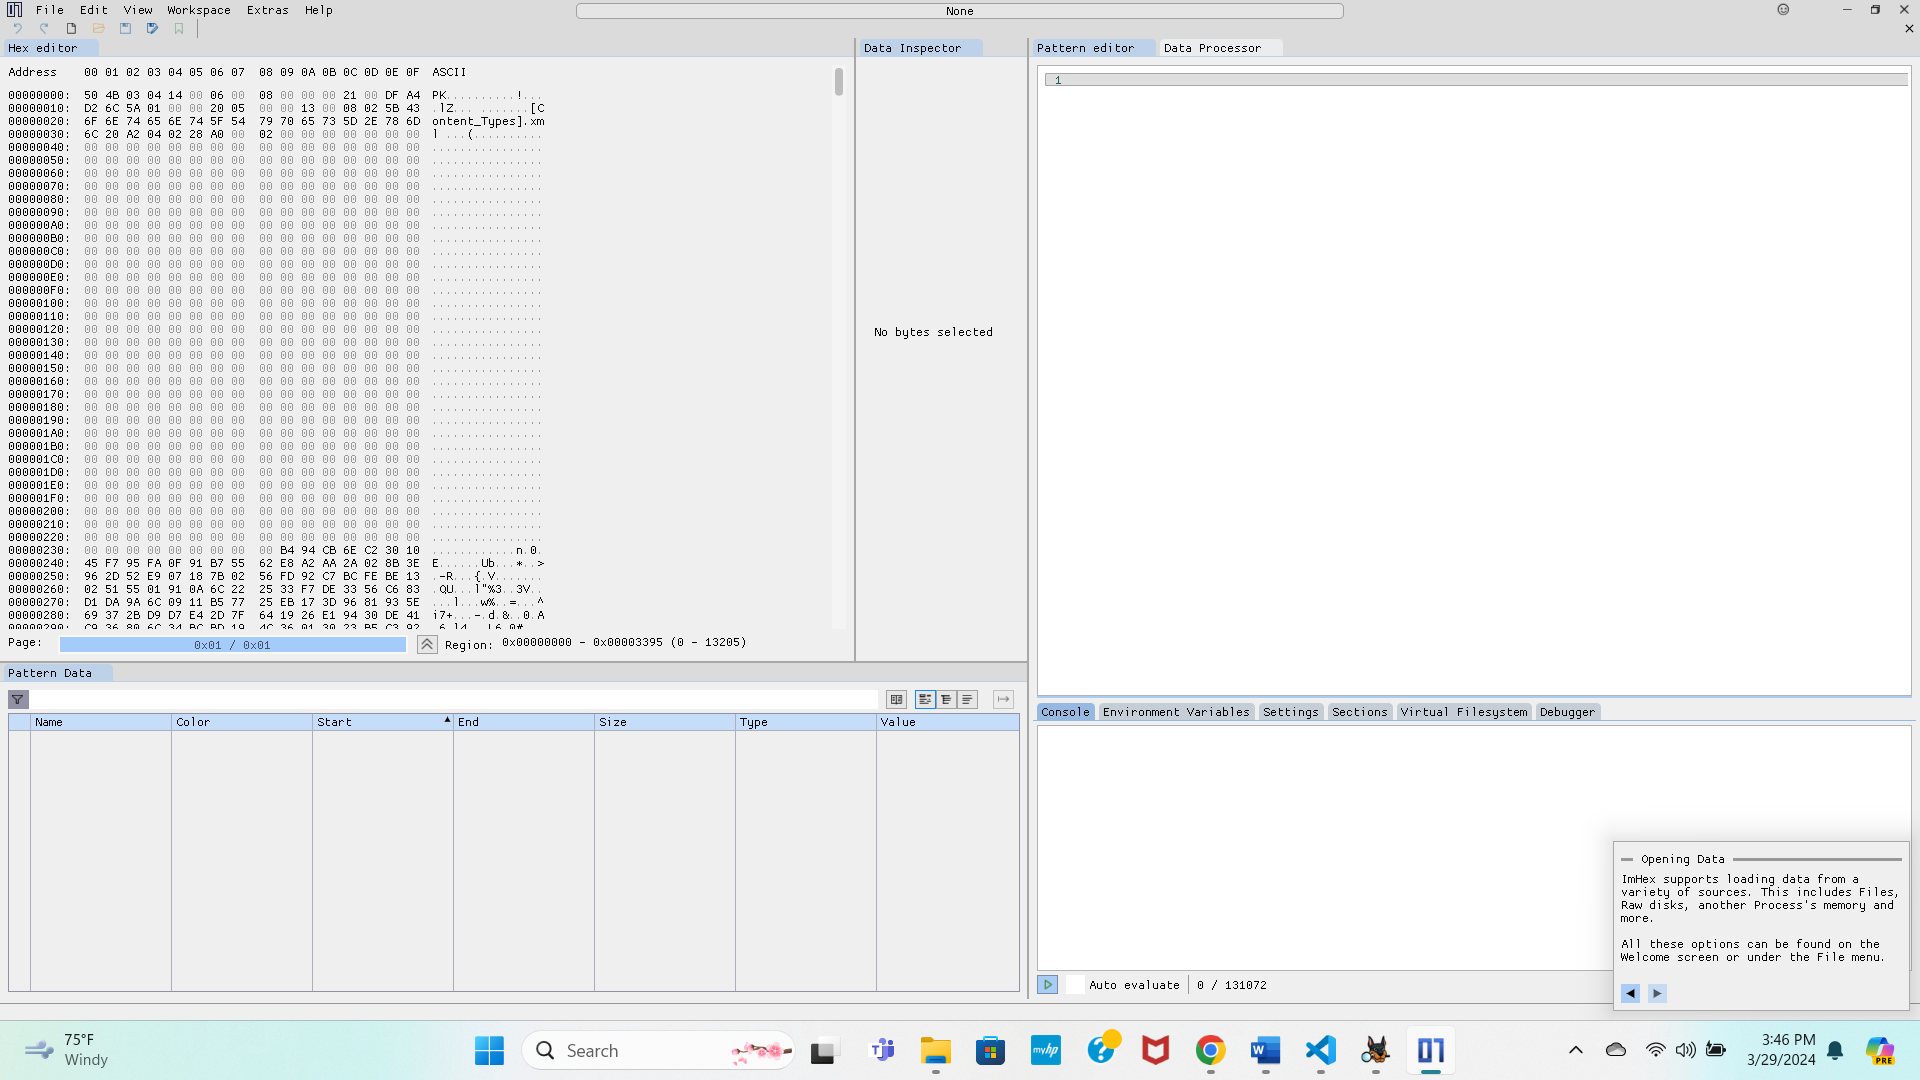 File Edit View Workspace Extras Help
None
Hex editor
Data Inspector
Pattern editor Data Processor
Address 00 01 02 03 04 05 06 07 08 09 0A 0B 0C 0D 0E 0F ASCII
1
00000000: 50 4B 03 04 14 00 06 00 08 00 00 00 21 00 DF A4 PK..........!...
00000010: D2 6C 5A 01 00 00 20 05 00 00 13 00 08 02 5B 43 .lZ... .......[C
00000020: 6F 6E 74 65 6E 74 5F 54 79 70 65 73 5D 2E 78 6D ontent_Types].xm
00000030: 6C 20 A2 04 02 28 A0 00 02 00 00 00 00 00 00 00 l ...(..........
00000040: 00 00 00 00 00 00 00 00 00 00 00 00 00 00 00 00 ................
00000050: 00 00 00 00 00 00 00 00 00 00 00 00 00 00 00 00 ................
00000060: 00 00 00 00 00 00 00 00 00 00 00 00 00 00 00 00 ................
00000070: 00 00 00 00 00 00 00 00 00 00 00 00 00 00 00 00 ................
00000080: 00 00 00 00 00 00 00 00 00 00 00 00 00 00 00 00 ................
00000090: 00 00 00 00 00 00 00 00 00 00 00 00 00 00 00 00 ................
000000A0: 00 00 00 00 00 00 00 00 00 00 00 00 00 00 00 00 ................
000000B0: 00 00 00 00 00 00 00 00 00 00 00 00 00 00 00 00 ................
000000C0: 00 00 00 00 00 00 00 00 00 00 00 00 00 00 00 00 ................
000000D0: 00 00 00 00 00 00 00 00 00 00 00 00 00 00 00 00 ................
000000E0: 00 00 00 00 00 00 00 00 00 00 00 00 00 00 00 00 ................
000000F0: 00 00 00 00 00 00 00 00 00 00 00 00 00 00 00 00 ................
00000100: 00 00 00 00 00 00 00 00 00 00 00 00 00 00 00 00 ................
00000110: 00 00 00 00 00 00 00 00 00 00 00 00 00 00 00 00 ................
00000120: 00 00 00 00 00 00 00 00 00 00 00 00 00 00 00 00 ................
00000130: 00 00 00 00 00 00 00 00 00 00 00 00 00 00 00 00 ................
00000140: 00 00 00 00 00 00 00 00 00 00 00 00 00 00 00 00 ................
00000150: 00 00 00 00 00 00 00 00 00 00 00 00 00 00 00 00 ................
00000160: 00 00 00 00 00 00 00 00 00 00 00 00 00 00 00 00 ................
00000170: 00 00 00 00 00 00 00 00 00 00 00 00 00 00 00 00 ................
00000180: 00 00 00 00 00 00 00 00 00 00 00 00 00 00 00 00 ................
00000190: 00 00 00 00 00 00 00 00 00 00 00 00 00 00 00 00 ................
000001A0: 00 00 00 00 00 00 00 00 00 00 00 00 00 00 00 00 ................
000001B0: 00 00 00 00 00 00 00 00 00 00 00 00 00 00 00 00 ................
000001C0: 00 00 00 00 00 00 00 00 00 00 00 00 00 00 00 00 ................
000001D0: 00 00 00 00 00 00 00 00 00 00 00 00 00 00 00 00 ................
000001E0: 00 00 00 00 00 00 00 00 00 00 00 00 00 00 00 00 ................
000001F0: 00 00 00 00 00 00 00 00 00 00 00 00 00 00 00 00 ................
00000200: 00 00 00 00 00 00 00 00 00 00 00 00 00 00 00 00 ................
00000210: 00 00 00 00 00 00 00 00 00 00 00 00 00 00 00 00 ................
00000220: 00 00 00 00 00 00 00 00 00 00 00 00 00 00 00 00 ................
00000230: 00 00 00 00 00 00 00 00 00 B4 94 CB 6E C2 30 10 ............n.0.
00000240: 45 F7 95 FA 0F 91 B7 55 62 E8 A2 AA 2A 02 8B 3E E......Ub...*..>
00000250: 96 2D 52 E9 07 18 7B 02 56 FD 92 C7 BC FE BE 13 .-R...{.V.......
00000260: 02 51 55 01 91 0A 6C 22 25 33 F7 DE 33 56 C6 83 .QU...l"%3..3V..
00000270: D1 DA 9A 6C 09 11 B5 77 25 EB 17 3D 96 81 93 5E ...l...w%..=...^
00000280: 69 37 2B D9 D7 E4 2D 7F 64 19 26 E1 94 30 DE 41 i7+...-.d.&..0.A
00000290: C9 36 80 6C 34 BC BD 19 4C 36 01 30 23 B5 C3 92 .6.l4...L6.0#...
No bytes selected
Page: 0x01 / 0x01 Region: 0x00000000 - 0x00003395 (0 - 13205)
Pattern Data
Name Color Start End Size Type Value
Console Environment Variables Settings Sections Virtual Filesystem Debugger
Auto evaluate 0 / 131072
Opening Data
ImHex supports loading data from a
variety of sources. This includes Files,
Raw disks, another Process's memory and
more.
All these options can be found on the
Welcome screen or under the File menu.
75°F
Windy
Search
myhp
W
3:46 PM
3/29/2024
PRE